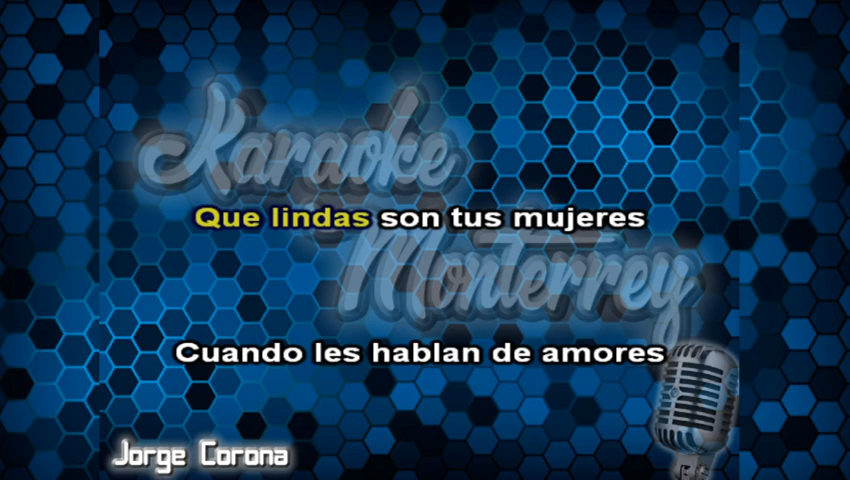 Karaoke
Que lindas son tus mujeres
Monterrey
Cuando les hablan de amores
Jorge Corona